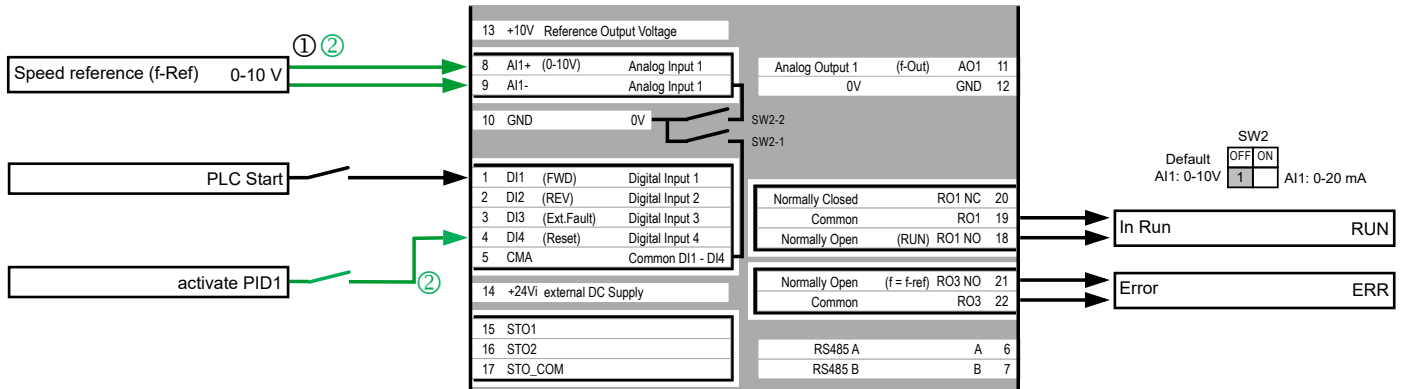 ① ②
Speed reference (f-Ref) 0-10 V
PLC Start
activate PID1
②
13 +10V Reference Output Voltage
8 AI1+ (0-10V) Analog Input 1
9 AI1- Analog Input 1
10 GND 0V
SW2-2
SW2-1
1 DI1 (FWD) Digital Input 1
2 DI2 (REV) Digital Input 2
3 DI3 (Ext.Fault) Digital Input 3
4 DI4 (Reset) Digital Input 4
5 CMA Common DI1 - DI4
14 +24Vi external DC Supply
15 STO1
16 STO2
17 STO_COM
Analog Output 1 (f-Out) AO1 11
0V GND 12
Normally Closed RO1 NC 20
Common RO1 19
Normally Open (RUN) RO1 NO 18
Normally Open (f = f-ref) RO3 NO 21
Common RO3 22
RS485 A A 6
RS485 B B 7
SW2
Default OFF ON
AI1: 0-10V 1 AI1: 0-20 mA
In Run RUN
Error ERR